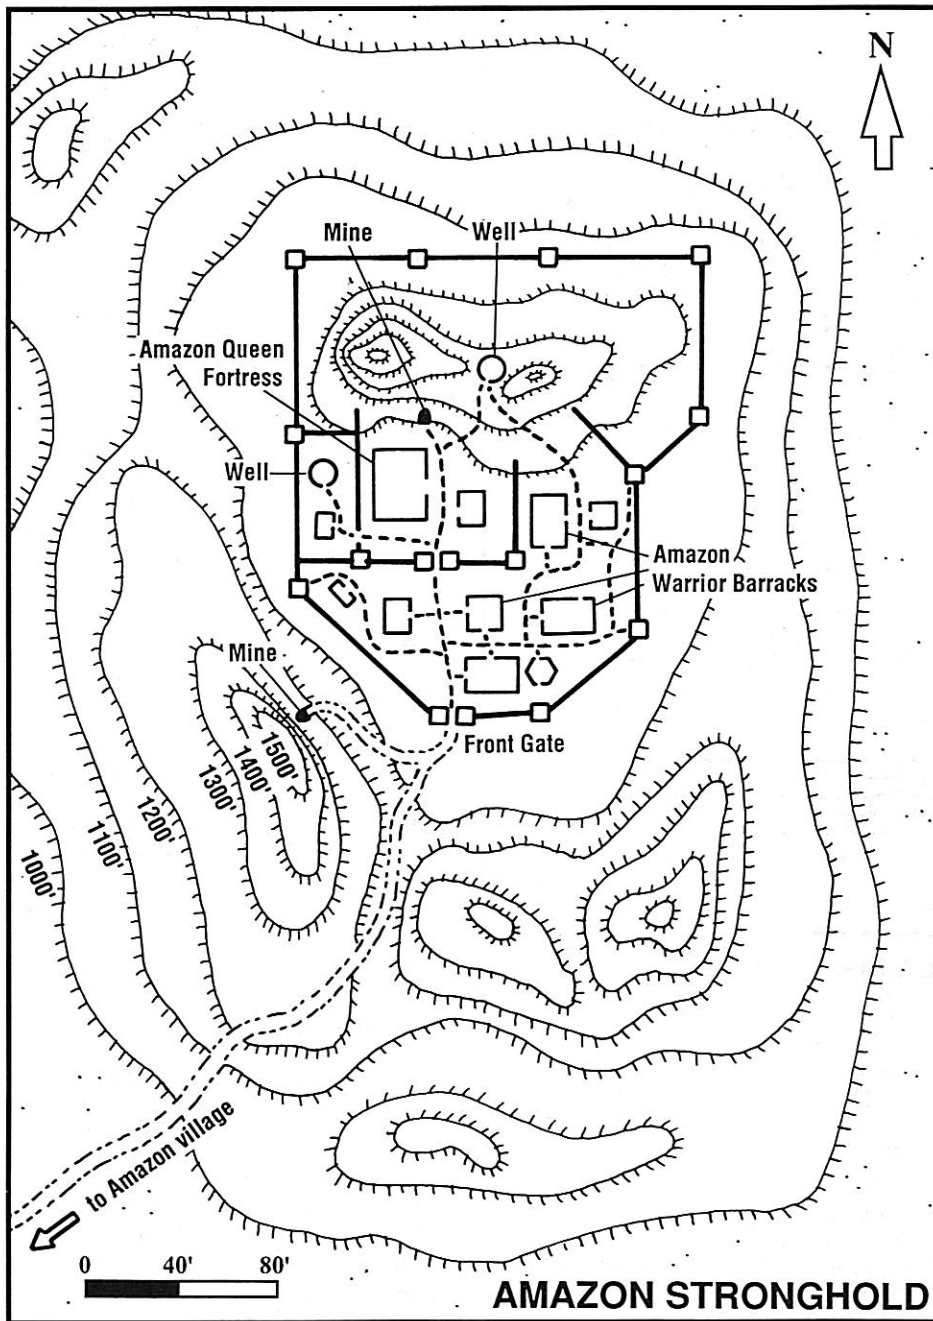 N
Mine
Well
Amazon Queen
Fortress
Well
Amazon
Warrior Barracks
Mine
Front Gate
1500'
1400'
1300'
1200'
1100'
1000'
to Amazon village
0 40' 80'
AMAZON STRONGHOLD